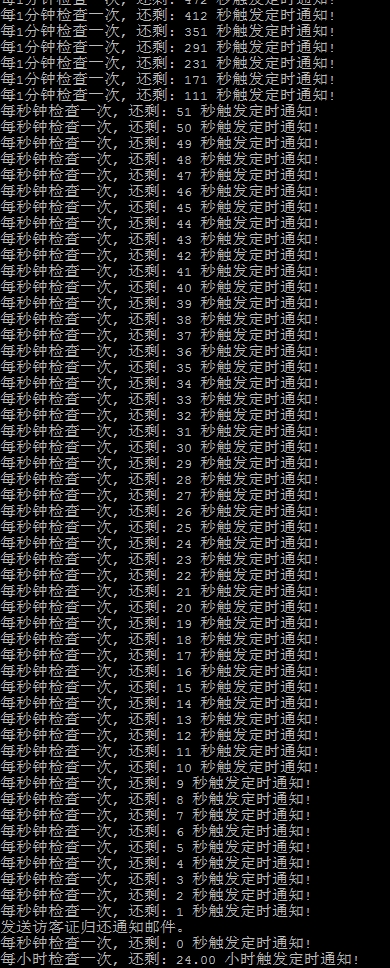 每1分钟检查一次, 还剩: 472 秒触发定时通知!
每1分钟检查一次, 还剩: 412 秒触发定时通知!
每1分钟检查一次, 还剩: 351 秒触发定时通知!
每1分钟检查一次, 还剩: 291 秒触发定时通知!
每1分钟检查一次, 还剩: 231 秒触发定时通知!
每1分钟检查一次, 还剩: 171 秒触发定时通知!
每1分钟检查一次, 还剩: 111 秒触发定时通知!
每秒钟检查一次, 还剩: 51 秒触发定时通知!
每秒钟检查一次, 还剩: 50 秒触发定时通知!
每秒钟检查一次, 还剩: 49 秒触发定时通知!
每秒钟检查一次, 还剩: 48 秒触发定时通知!
每秒钟检查一次, 还剩: 47 秒触发定时通知!
每秒钟检查一次, 还剩: 46 秒触发定时通知!
每秒钟检查一次, 还剩: 45 秒触发定时通知!
每秒钟检查一次, 还剩: 44 秒触发定时通知!
每秒钟检查一次, 还剩: 43 秒触发定时通知!
每秒钟检查一次, 还剩: 42 秒触发定时通知!
每秒钟检查一次, 还剩: 41 秒触发定时通知!
每秒钟检查一次, 还剩: 40 秒触发定时通知!
每秒钟检查一次, 还剩: 39 秒触发定时通知!
每秒钟检查一次, 还剩: 38 秒触发定时通知!
每秒钟检查一次, 还剩: 37 秒触发定时通知!
每秒钟检查一次, 还剩: 36 秒触发定时通知!
每秒钟检查一次, 还剩: 35 秒触发定时通知!
每秒钟检查一次, 还剩: 34 秒触发定时通知!
每秒钟检查一次, 还剩: 33 秒触发定时通知!
每秒钟检查一次, 还剩: 32 秒触发定时通知!
每秒钟检查一次, 还剩: 31 秒触发定时通知!
每秒钟检查一次, 还剩: 30 秒触发定时通知!
每秒钟检查一次, 还剩: 29 秒触发定时通知!
每秒钟检查一次, 还剩: 28 秒触发定时通知!
每秒钟检查一次, 还剩: 27 秒触发定时通知!
每秒钟检查一次, 还剩: 26 秒触发定时通知!
每秒钟检查一次, 还剩: 25 秒触发定时通知!
每秒钟检查一次, 还剩: 24 秒触发定时通知!
每秒钟检查一次, 还剩: 23 秒触发定时通知!
每秒钟检查一次, 还剩: 22 秒触发定时通知!
每秒钟检查一次, 还剩: 21 秒触发定时通知!
每秒钟检查一次, 还剩: 20 秒触发定时通知!
每秒钟检查一次, 还剩: 19 秒触发定时通知!
每秒钟检查一次, 还剩: 18 秒触发定时通知!
每秒钟检查一次, 还剩: 17 秒触发定时通知!
每秒钟检查一次, 还剩: 16 秒触发定时通知!
每秒钟检查一次, 还剩: 15 秒触发定时通知!
每秒钟检查一次, 还剩: 14 秒触发定时通知!
每秒钟检查一次, 还剩: 13 秒触发定时通知!
每秒钟检查一次, 还剩: 12 秒触发定时通知!
每秒钟检查一次, 还剩: 11 秒触发定时通知!
每秒钟检查一次, 还剩: 10 秒触发定时通知!
每秒钟检查一次, 还剩: 9 秒触发定时通知!
每秒钟检查一次, 还剩: 8 秒触发定时通知!
每秒钟检查一次, 还剩: 7 秒触发定时通知!
每秒钟检查一次, 还剩: 6 秒触发定时通知!
每秒钟检查一次, 还剩: 5 秒触发定时通知!
每秒钟检查一次, 还剩: 4 秒触发定时通知!
每秒钟检查一次, 还剩: 3 秒触发定时通知!
每秒钟检查一次, 还剩: 2 秒触发定时通知!
每秒钟检查一次, 还剩: 1 秒触发定时通知!
发送访客证归还通知邮件。
每秒钟检查一次, 还剩: 0 秒触发定时通知!
每小时检查一次, 还剩: 24.00 小时触发定时通知!